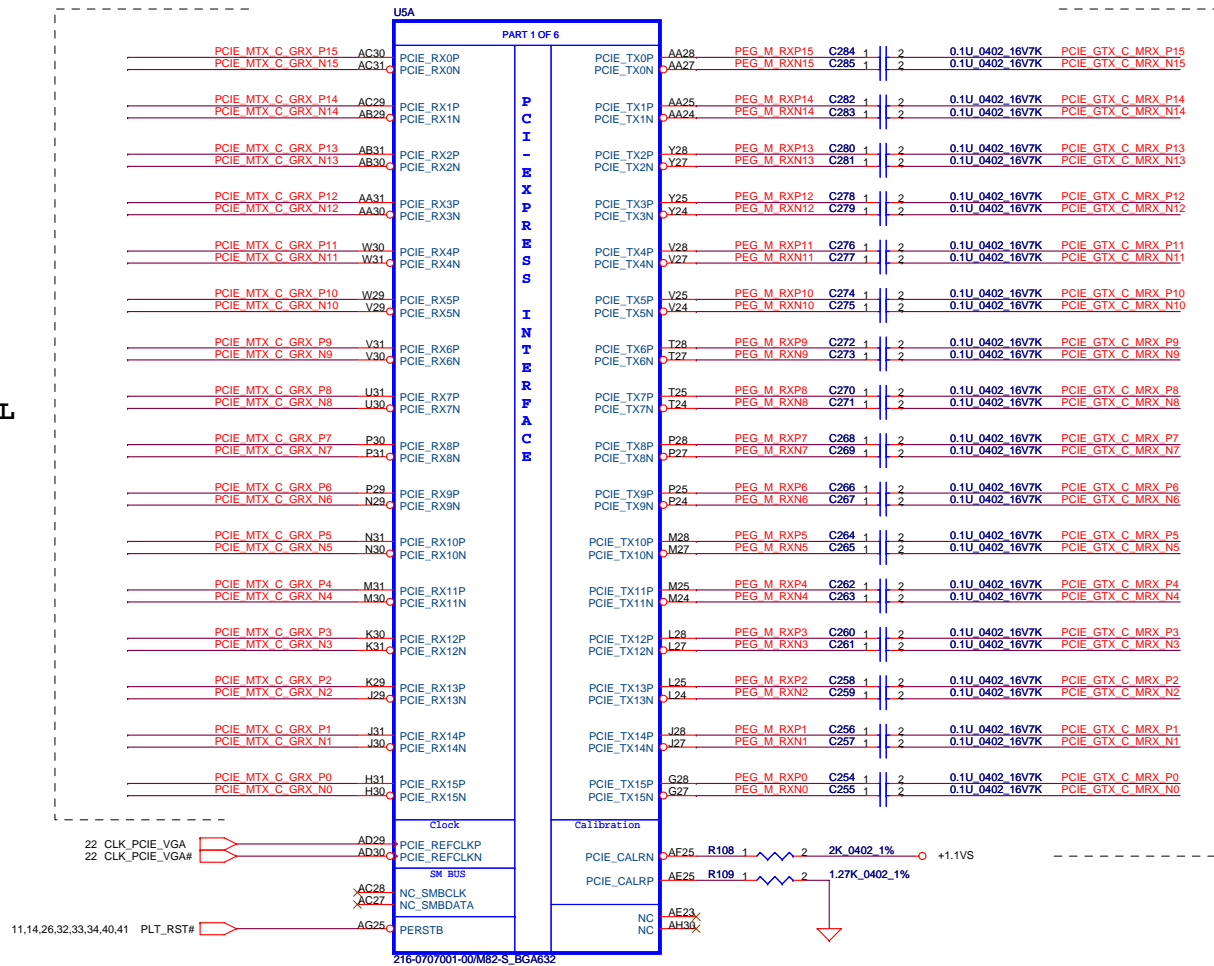 U5A
PART 1 OF 6
PCIE_MTX_C_GRX_P15 AC30 PCIE_RX0P PCIE_TX0P AA28 PEG_M_RXP15 C284 1 2 0.1U_0402_16V7K PCIE_GTX_C_MRX_P15
PCIE_MTX_C_GRX_N15 AC31 PCIE_RX0N PCIE_TX0N AA27 PEG_M_RXN15 C285 1 2 0.1U_0402_16V7K PCIE_GTX_C_MRX_N15
PCIE_MTX_C_GRX_P14 AC29 PCIE_RX1P PCIE_TX1P AA25 PEG_M_RXP14 C282 1 2 0.1U_0402_16V7K PCIE_GTX_C_MRX_P14
PCIE_MTX_C_GRX_N14 AB29 PCIE_RX1N PCIE_TX1N AA24 PEG_M_RXN14 C283 1 2 0.1U_0402_16V7K PCIE_GTX_C_MRX_N14
PCIE_MTX_C_GRX_P13 AB31 PCIE_RX2P PCIE_TX2P Y28 PEG_M_RXP13 C280 1 2 0.1U_0402_16V7K PCIE_GTX_C_MRX_P13
PCIE_MTX_C_GRX_N13 AB30 PCIE_RX2N PCIE_TX2N Y27 PEG_M_RXN13 C281 1 2 0.1U_0402_16V7K PCIE_GTX_C_MRX_N13
PCIE_MTX_C_GRX_P12 AA31 PCIE_RX3P PCIE_TX3P Y25 PEG_M_RXP12 C278 1 2 0.1U_0402_16V7K PCIE_GTX_C_MRX_P12
PCIE_MTX_C_GRX_N12 AA30 PCIE_RX3N PCIE_TX3N Y24 PEG_M_RXN12 C279 1 2 0.1U_0402_16V7K PCIE_GTX_C_MRX_N12
PCIE_MTX_C_GRX_P11 W30 PCIE_RX4P PCIE_TX4P V28 PEG_M_RXP11 C276 1 2 0.1U_0402_16V7K PCIE_GTX_C_MRX_P11
PCIE_MTX_C_GRX_N11 W31 PCIE_RX4N PCIE_TX4N V27 PEG_M_RXN11 C277 1 2 0.1U_0402_16V7K PCIE_GTX_C_MRX_N11
PCIE_MTX_C_GRX_P10 W29 PCIE_RX5P PCIE_TX5P V25 PEG_M_RXP10 C274 1 2 0.1U_0402_16V7K PCIE_GTX_C_MRX_P10
PCIE_MTX_C_GRX_N10 V29 PCIE_RX5N PCIE_TX5N V24 PEG_M_RXN10 C275 1 2 0.1U_0402_16V7K PCIE_GTX_C_MRX_N10
PCIE_MTX_C_GRX_P9 V31 PCIE_RX6P PCIE_TX6P T28 PEG_M_RXP9 C272 1 2 0.1U_0402_16V7K PCIE_GTX_C_MRX_P9
PCIE_MTX_C_GRX_N9 V30 PCIE_RX6N PCIE_TX6N T27 PEG_M_RXN9 C273 1 2 0.1U_0402_16V7K PCIE_GTX_C_MRX_N9
PCIE_MTX_C_GRX_P8 U31 PCIE_RX7P PCIE_TX7P T25 PEG_M_RXP8 C270 1 2 0.1U_0402_16V7K PCIE_GTX_C_MRX_P8
PCIE_MTX_C_GRX_N8 U30 PCIE_RX7N PCIE_TX7N T24 PEG_M_RXN8 C271 1 2 0.1U_0402_16V7K PCIE_GTX_C_MRX_N8
L
PCIE_MTX_C_GRX_P7 P30 PCIE_RX8P PCIE_TX8P P28 PEG_M_RXP7 C268 1 2 0.1U_0402_16V7K PCIE_GTX_C_MRX_P7
PCIE_MTX_C_GRX_N7 P31 PCIE_RX8N PCIE_TX8N P27 PEG_M_RXN7 C269 1 2 0.1U_0402_16V7K PCIE_GTX_C_MRX_N7
PCIE_MTX_C_GRX_P6 P29 PCIE_RX9P PCIE_TX9P P25 PEG_M_RXP6 C266 1 2 0.1U_0402_16V7K PCIE_GTX_C_MRX_P6
PCIE_MTX_C_GRX_N6 N29 PCIE_RX9N PCIE_TX9N P24 PEG_M_RXN6 C267 1 2 0.1U_0402_16V7K PCIE_GTX_C_MRX_N6
PCIE_MTX_C_GRX_P5 N31 PCIE_RX10P PCIE_TX10P M28 PEG_M_RXP5 C264 1 2 0.1U_0402_16V7K PCIE_GTX_C_MRX_P5
PCIE_MTX_C_GRX_N5 N30 PCIE_RX10N PCIE_TX10N M27 PEG_M_RXN5 C265 1 2 0.1U_0402_16V7K PCIE_GTX_C_MRX_N5
PCIE_MTX_C_GRX_P4 M31 PCIE_RX11P PCIE_TX11P M25 PEG_M_RXP4 C262 1 2 0.1U_0402_16V7K PCIE_GTX_C_MRX_P4
PCIE_MTX_C_GRX_N4 M30 PCIE_RX11N PCIE_TX11N M24 PEG_M_RXN4 C263 1 2 0.1U_0402_16V7K PCIE_GTX_C_MRX_N4
PCIE_MTX_C_GRX_P3 K30 PCIE_RX12P PCIE_TX12P L28 PEG_M_RXP3 C260 1 2 0.1U_0402_16V7K PCIE_GTX_C_MRX_P3
PCIE_MTX_C_GRX_N3 K31 PCIE_RX12N PCIE_TX12N L27 PEG_M_RXN3 C261 1 2 0.1U_0402_16V7K PCIE_GTX_C_MRX_N3
PCIE_MTX_C_GRX_P2 K29 PCIE_RX13P PCIE_TX13P L25 PEG_M_RXP2 C258 1 2 0.1U_0402_16V7K PCIE_GTX_C_MRX_P2
PCIE_MTX_C_GRX_N2 J29 PCIE_RX13N PCIE_TX13N L24 PEG_M_RXN2 C259 1 2 0.1U_0402_16V7K PCIE_GTX_C_MRX_N2
PCIE_MTX_C_GRX_P1 J31 PCIE_RX14P PCIE_TX14P J28 PEG_M_RXP1 C256 1 2 0.1U_0402_16V7K PCIE_GTX_C_MRX_P1
PCIE_MTX_C_GRX_N1 J30 PCIE_RX14N PCIE_TX14N J27 PEG_M_RXN1 C257 1 2 0.1U_0402_16V7K PCIE_GTX_C_MRX_N1
PCIE_MTX_C_GRX_P0 H31 PCIE_RX15P PCIE_TX15P G28 PEG_M_RXP0 C254 1 2 0.1U_0402_16V7K PCIE_GTX_C_MRX_P0
PCIE_MTX_C_GRX_N0 H30 PCIE_RX15N PCIE_TX15N G27 PEG_M_RXN0 C255 1 2 0.1U_0402_16V7K PCIE_GTX_C_MRX_N0
PCI-EXPRESS INTERFACE
Clock Calibration
22 CLK_PCIE_VGA AD29 PCIE_REFCLKP
22 CLK_PCIE_VGA# AD30 PCIE_REFCLKN PCIE_CALRN AF25 R108 1 2 2K_0402_1% +1.1VS
SM BUS PCIE_CALRP AE25 R109 1 2 1.27K_0402_1%
AC28 NC_SMBCLK
AC27 NC_SMBDATA
NC AE23
11,14,26,32,33,34,40,41 PLT_RST# AG25 PERSTB NC AH30
216-0707001-00/M82-S_BGA632